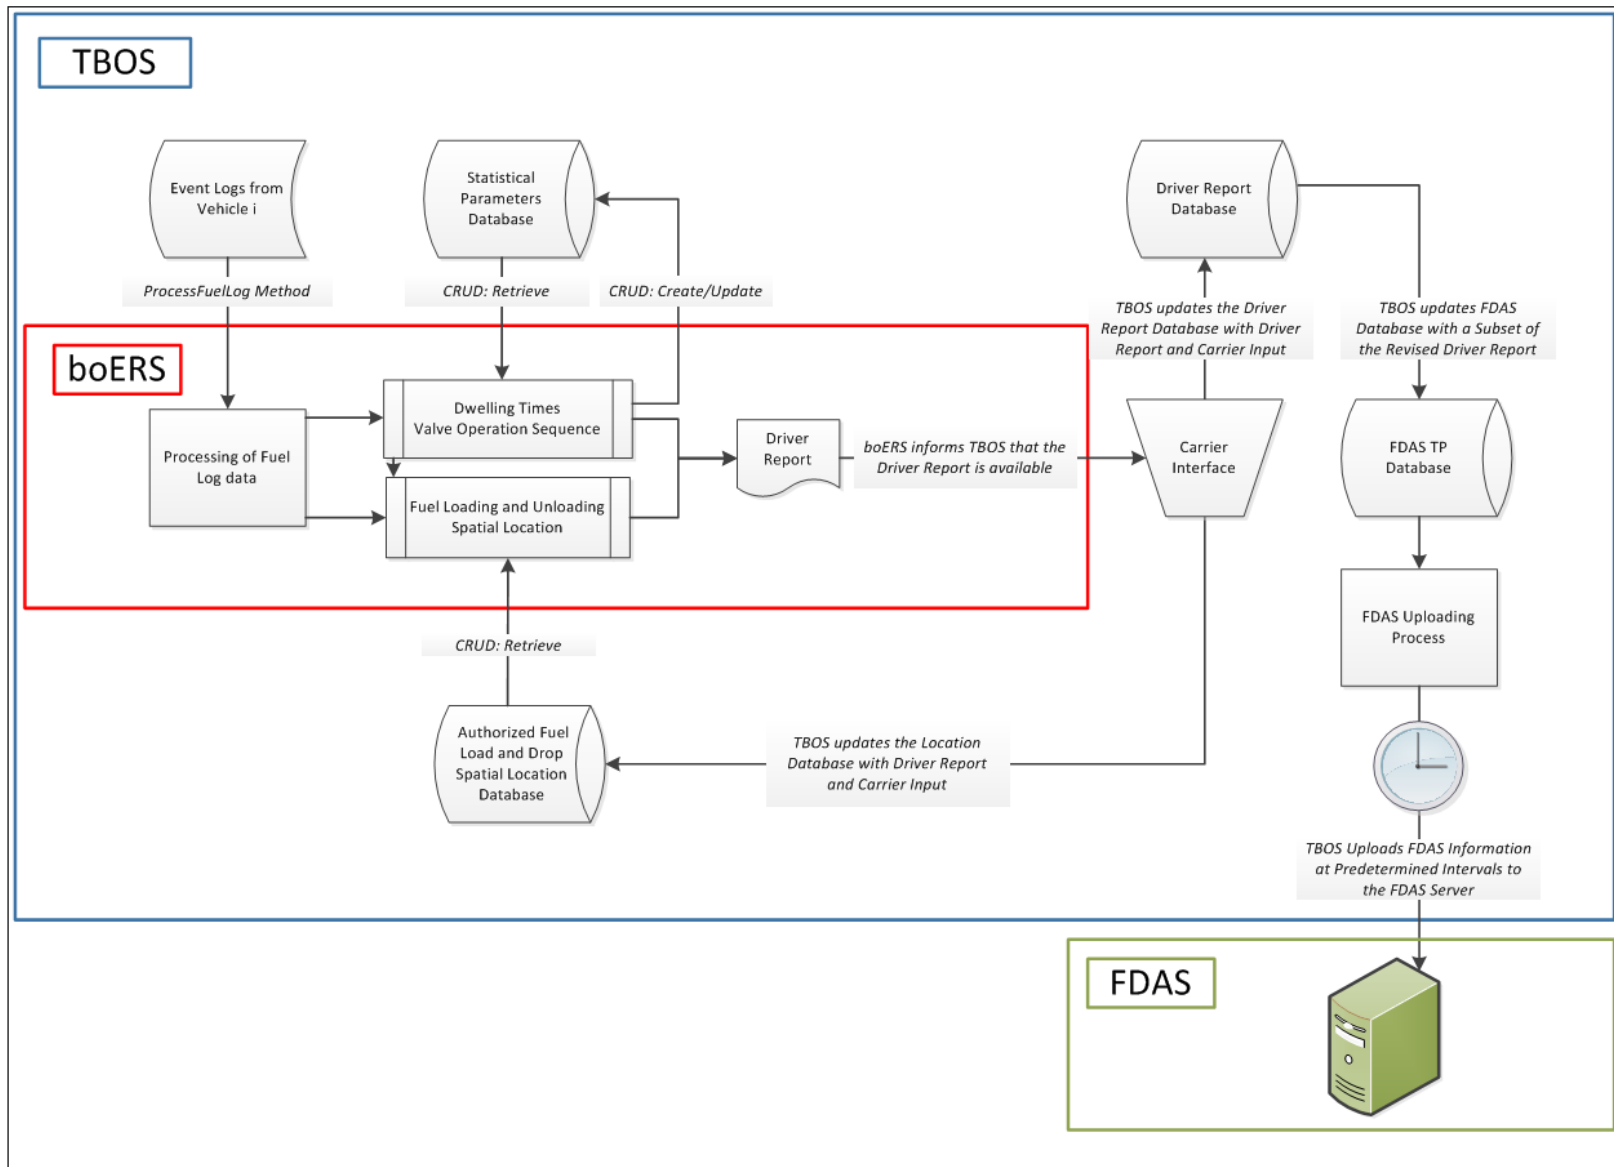 TBOS
Event Logs from
Vehicle i
Statistical
Parameters
Database
Driver Report
Database
ProcessFuelLog Method
CRUD: Retrieve
CRUD: Create/Update
TBOS updates the Driver
Report Database with Driver
Report and Carrier Input
TBOS updates FDAS
Database with a Subset of
the Revised Driver Report
boERS
Processing of Fuel
Log data
Dwelling Times
Valve Operation Sequence
Fuel Loading and Unloading
Spatial Location
Driver
Report
boERS informs TBOS that the
Driver Report is available
Carrier
Interface
FDAS TP
Database
FDAS Uploading
Process
CRUD: Retrieve
Authorized Fuel
Load and Drop
Spatial Location
Database
TBOS updates the Location
Database with Driver Report
and Carrier Input
TBOS Uploads FDAS Information
at Predetermined Intervals to
the FDAS Server
FDAS